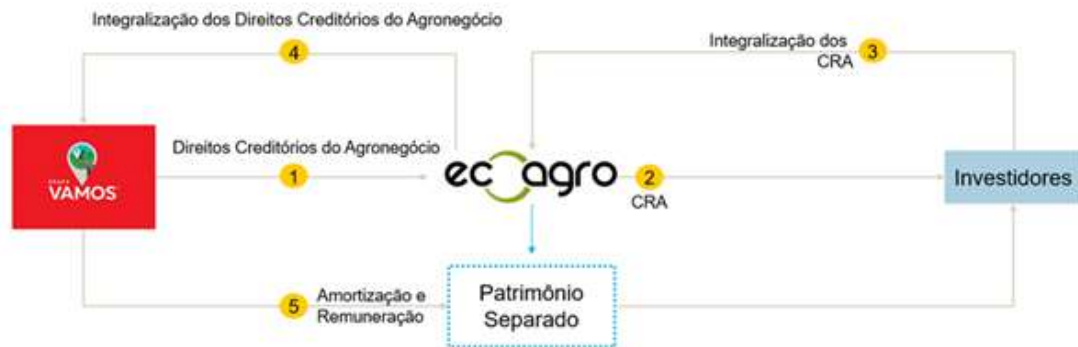 Integralização dos Direitos Creditórios do Agronegócio
4
Integralização dos
CRA
3
GRUPO
VAMOS
Direitos Creditórios do Agronegócio
1
ecoagro
2
CRA
Investidores
5
Amortização e
Remuneração
Patrimônio
Separado